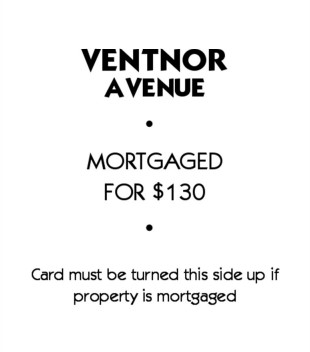 VENTNOR
AVENUE
•
MORTGAGED
FOR $130
•
Card must be turned this side up if
property is mortgaged